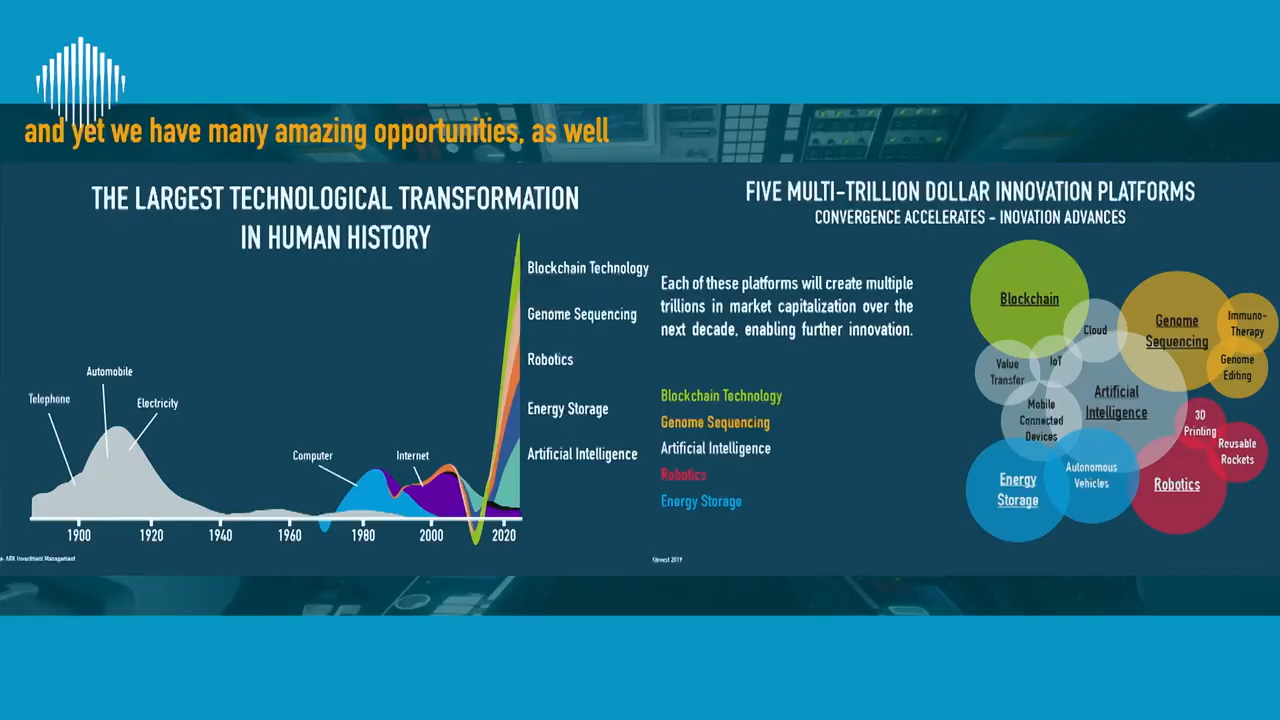 and yet we have many amazing opportunities, as well
THE LARGEST TECHNOLOGICAL TRANSFORMATION
IN HUMAN HISTORY
Telephone
Automobile
Electricity
Computer
Internet
Blockchain Technology
Genome Sequencing
Robotics
Energy Storage
Artificial Intelligence
1900
1920
1940
1960
1980
2000
2020
ARK Investment Management
FIVE MULTI-TRILLION DOLLAR INNOVATION PLATFORMS
CONVERGENCE ACCELERATES - INOVATION ADVANCES
Each of these platforms will create multiple
trillions in market capitalization over the
next decade, enabling further innovation.
Blockchain Technology
Genome Sequencing
Artificial Intelligence
Robotics
Energy Storage
Blockchain
Cloud
Genome
Sequencing
Immuno-
Therapy
Genome
Editing
Value
Transfer
IoT
Mobile
Connected
Devices
Artificial
Intelligence
3D
Printing
Reusable
Rockets
Energy
Storage
Autonomous
Vehicles
Robotics
2019